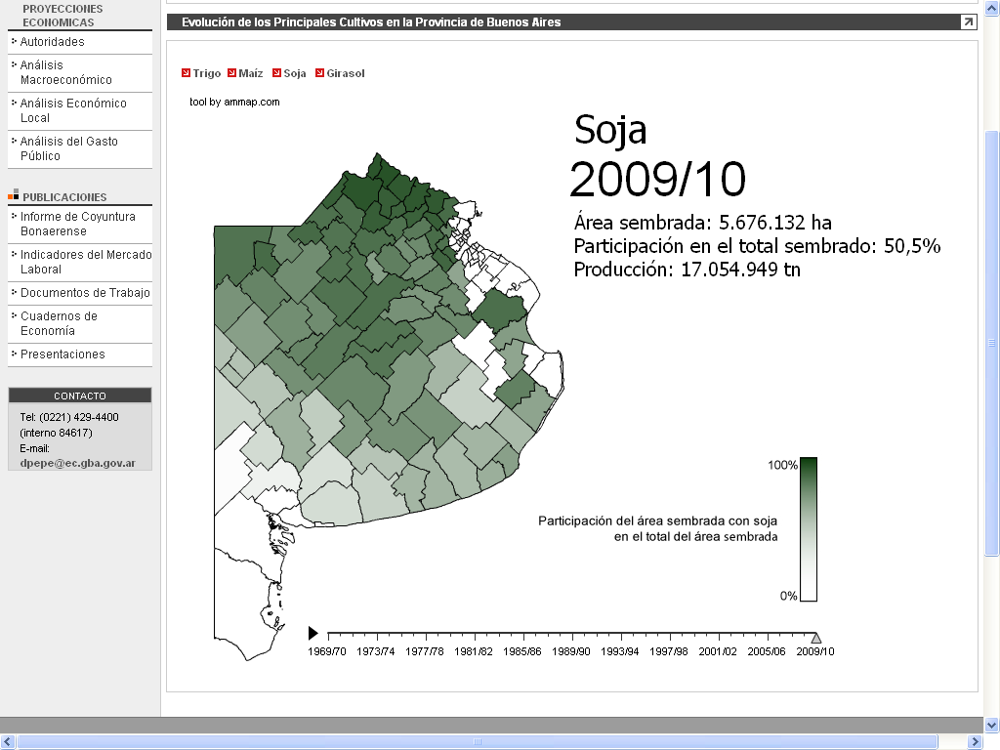 PROYECCIONES
ECONOMICAS
Autoridades
Análisis
Macroeconómico
Análisis Económico
Local
Análisis del Gasto
Público
PUBLICACIONES
Informe de Coyuntura
Bonaerense
Indicadores del Mercado
Laboral
Documentos de Trabajo
Cuadernos de
Economía
Presentaciones
CONTACTO
Tel: (0221) 429-4400
(interno 84617)
E-mail:
dpepe@ec.gba.gov.ar
Evolución de los Principales Cultivos en la Provincia de Buenos Aires
Trigo Maíz Soja Girasol
tool by ammap.com
Soja
2009/10
Área sembrada: 5.676.132 ha
Participación en el total sembrado: 50,5%
Producción: 17.054.949 tn
100%
Participación del área sembrada con soja
en el total del área sembrada
0%
1969/70 1973/74 1977/78 1981/82 1985/86 1989/90 1993/94 1997/98 2001/02 2005/06 2009/10